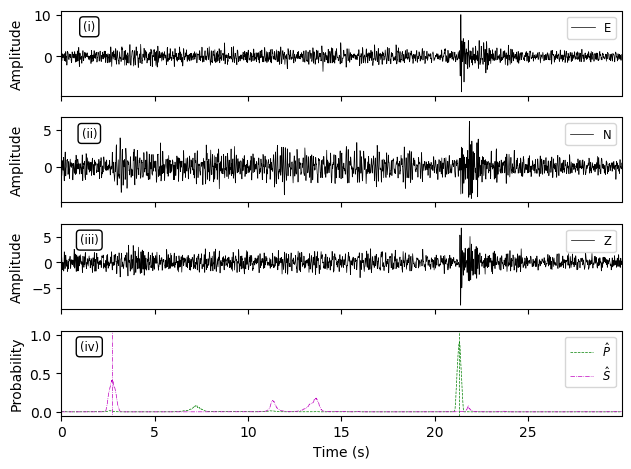 Amplitude
10
0
(i)
E
Amplitude
5
0
(ii)
N
Amplitude
5
0
−5
(iii)
Z
Probability
1.0
0.5
0.0
(iv)
P̂
Ŝ
0 5 10 15 20 25
Time (s)